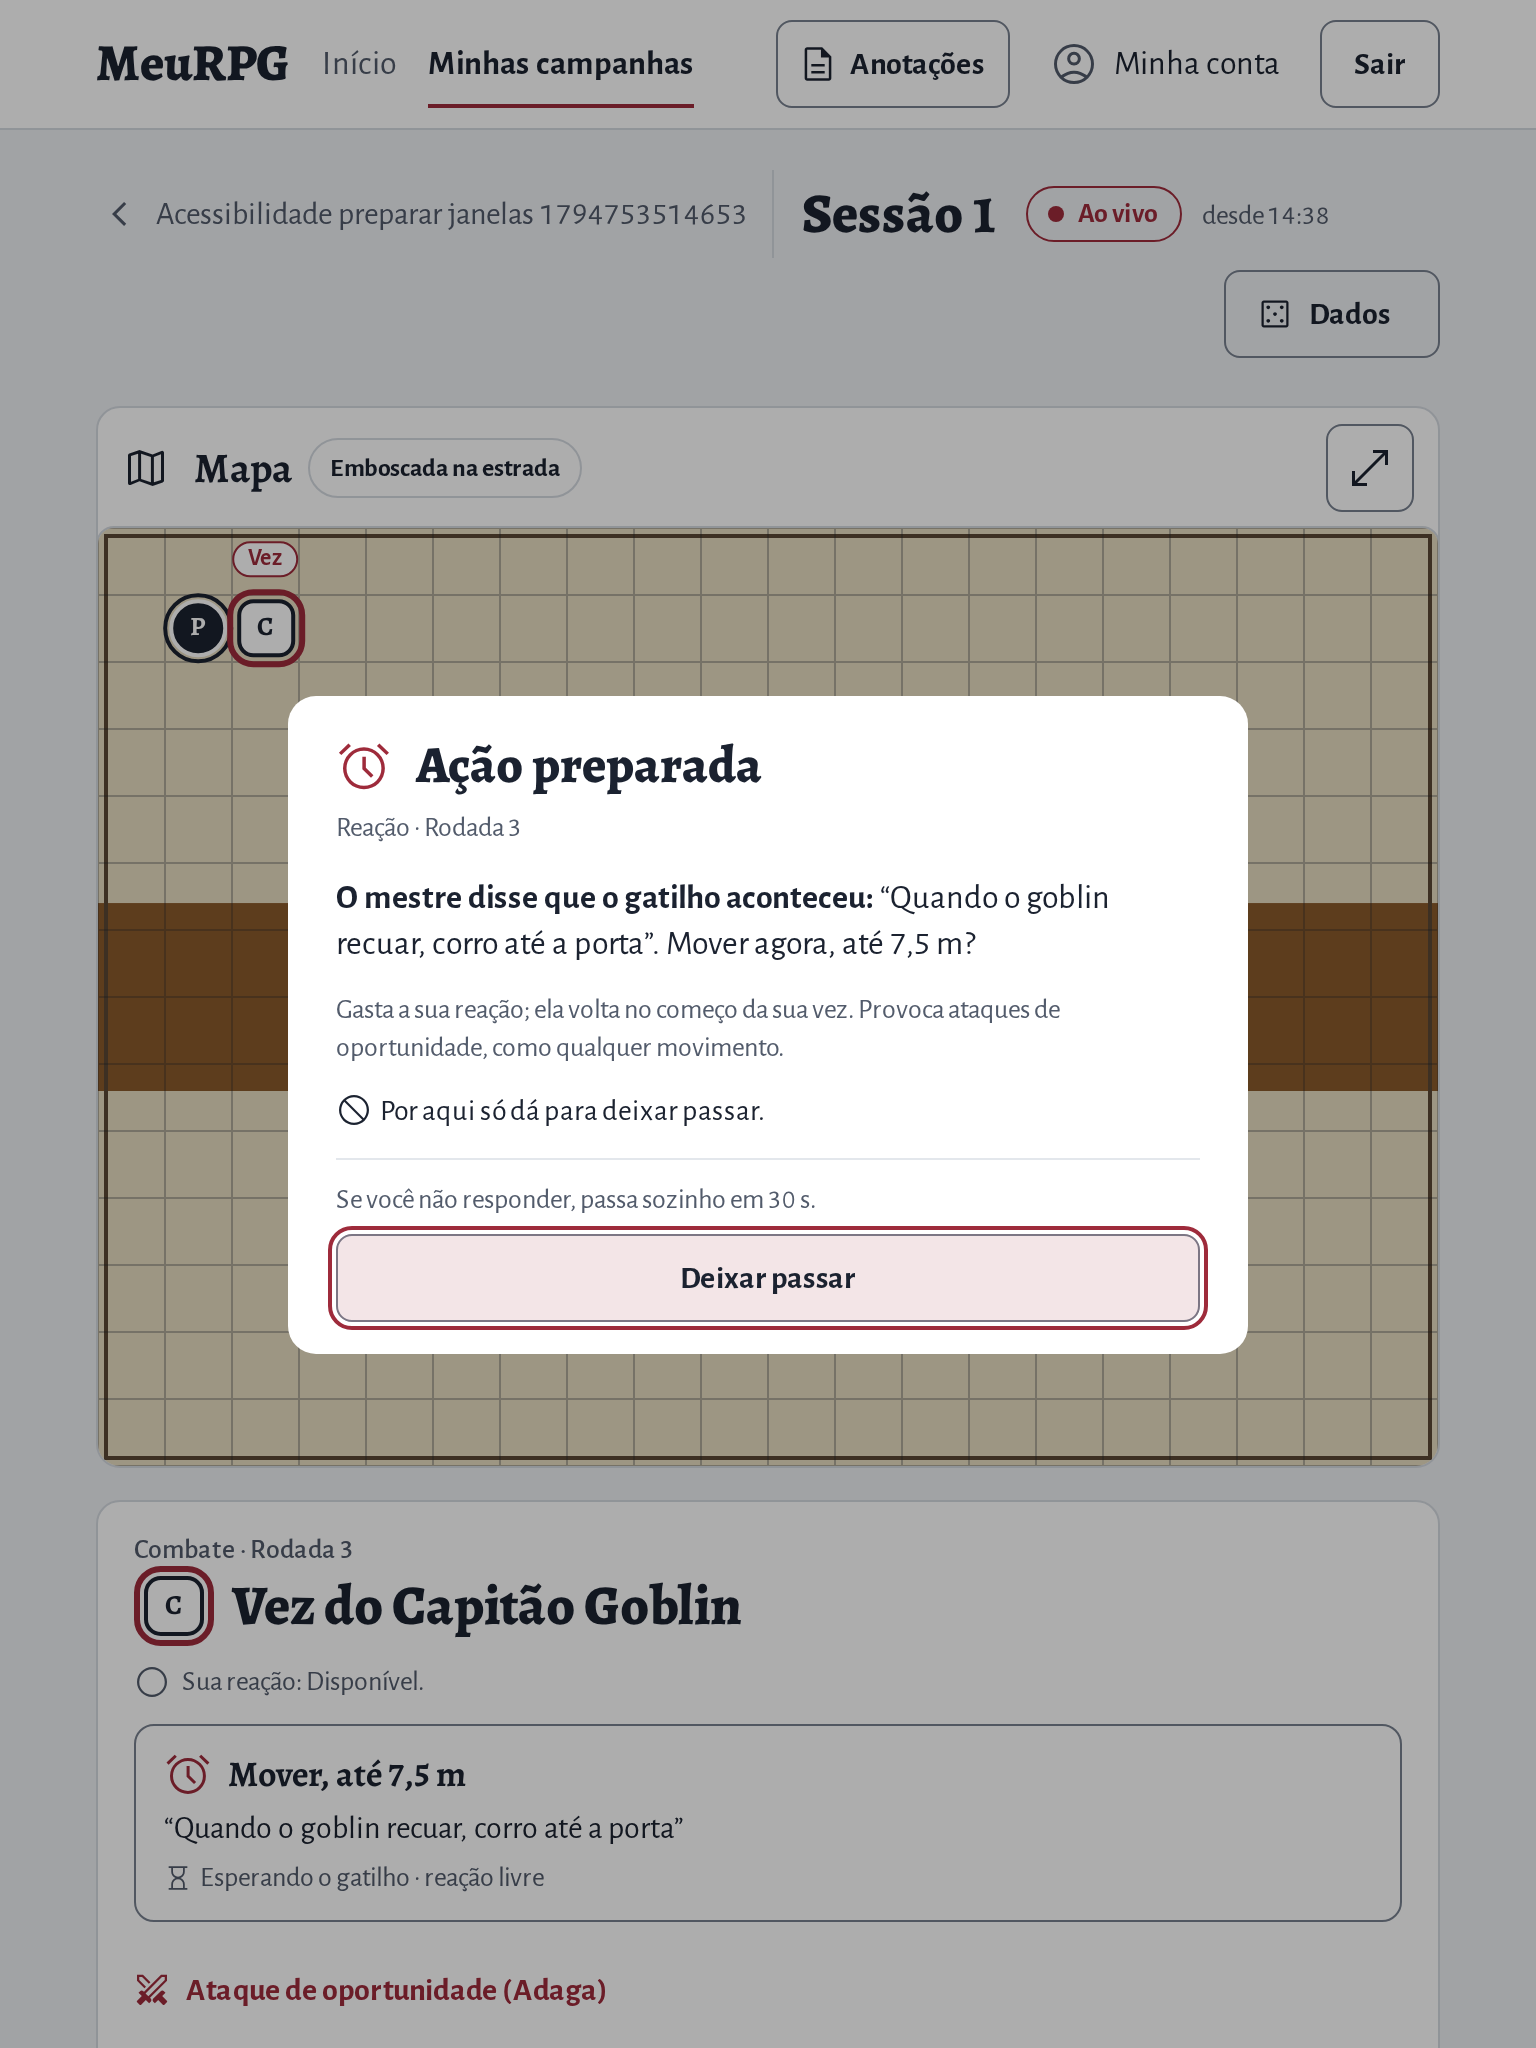 MeuRPG
Início
Minhas campanhas
Anotações
Minha conta
Sair
Acessibilidade preparar janelas 1794753514653
Sessão 1
Ao vivo
desde 14:38
Dados
Mapa
Emboscada na estrada
Vez
P
C
Ação preparada
Reação · Rodada 3
O mestre disse que o gatilho aconteceu: “Quando o goblin
recuar, corro até a porta”. Mover agora, até 7,5 m?
Gasta a sua reação; ela volta no começo da sua vez. Provoca ataques de
oportunidade, como qualquer movimento.
Por aqui só dá para deixar passar.
Se você não responder, passa sozinho em 30 s.
Deixar passar
Combate · Rodada 3
C
Vez do Capitão Goblin
Sua reação: Disponível.
Mover, até 7,5 m
“Quando o goblin recuar, corro até a porta”
Esperando o gatilho · reação livre
Ataque de oportunidade (Adaga)